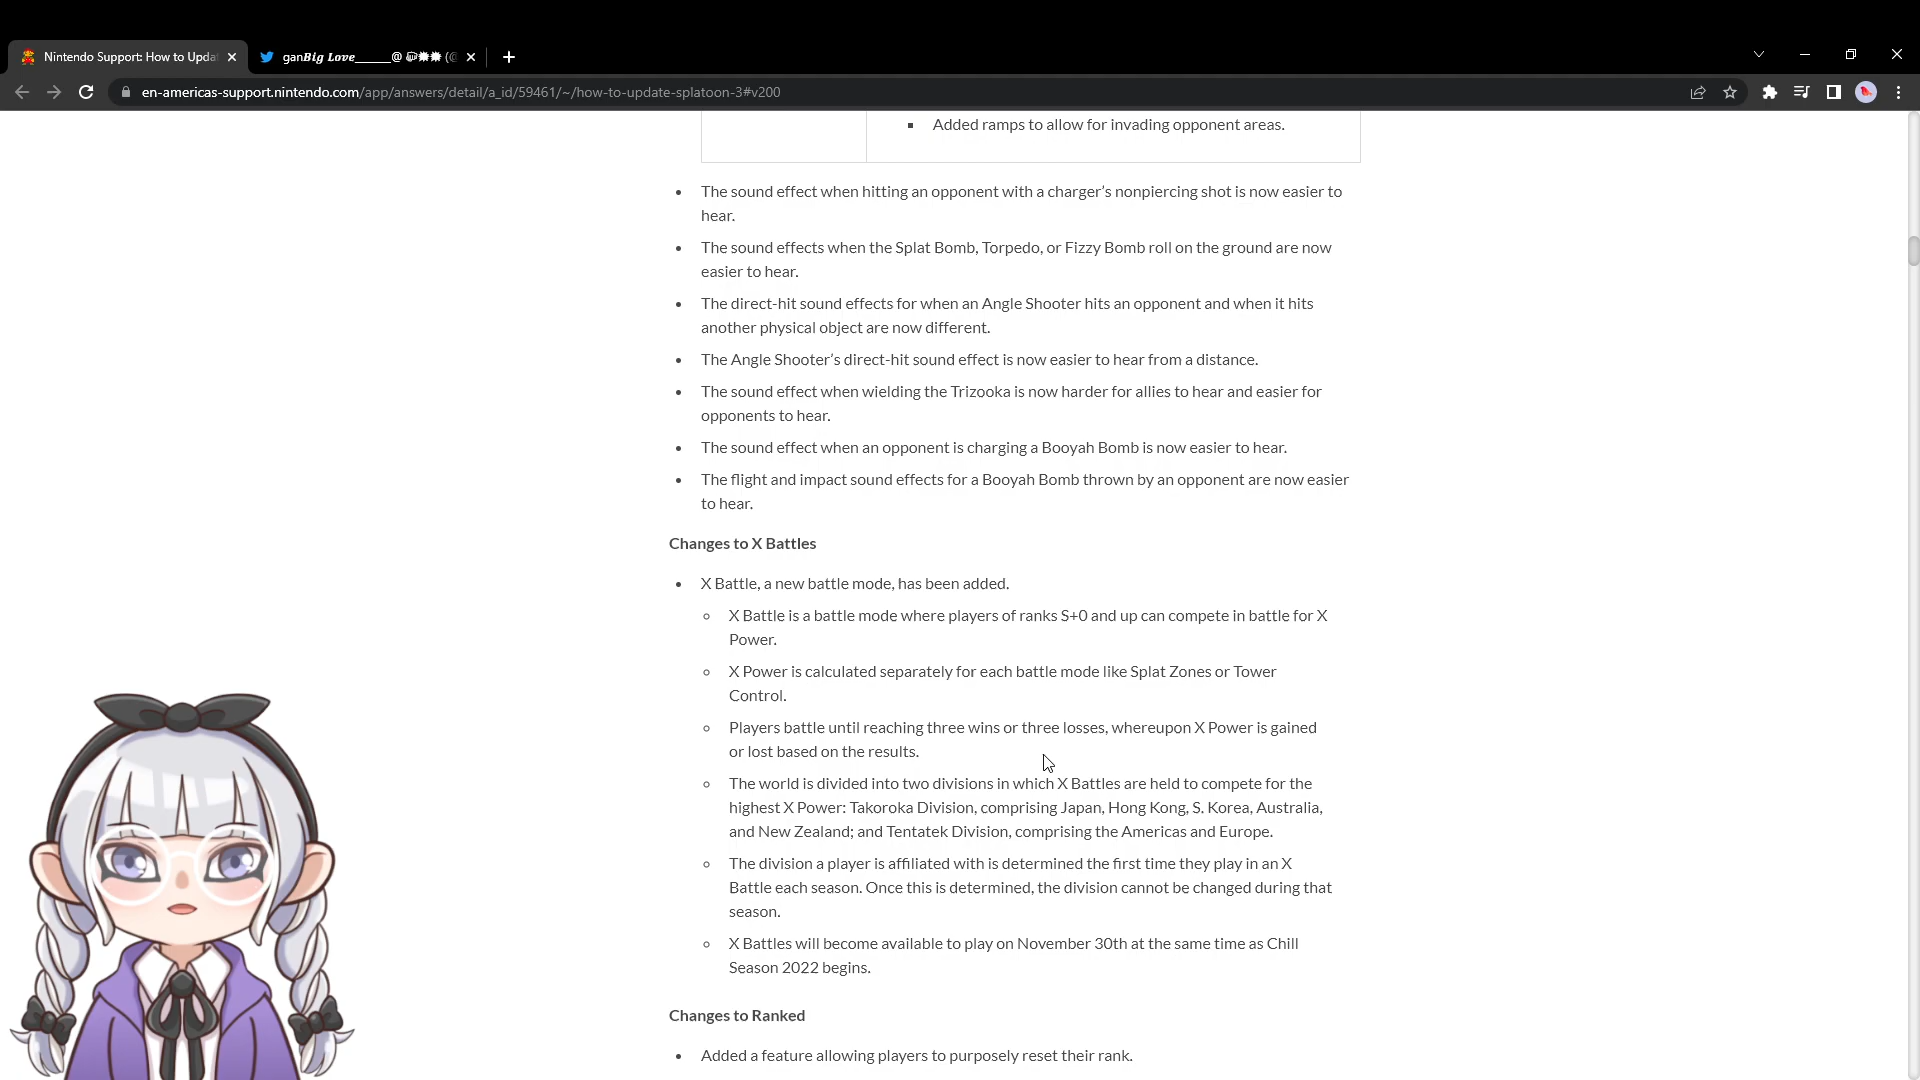 Nintendo Support: How to Upda
ganBig Love_____@
en-americas-support.nintendo.com/app/answers/detail/a_id/59461/~/how-to-update-splatoon-3#v200
▪ Added ramps to allow for invading opponent areas.
• The sound effect when hitting an opponent with a charger’s nonpiercing shot is now easier to
hear.
• The sound effects when the Splat Bomb, Torpedo, or Fizzy Bomb roll on the ground are now
easier to hear.
• The direct-hit sound effects for when an Angle Shooter hits an opponent and when it hits
another physical object are now different.
• The Angle Shooter’s direct-hit sound effect is now easier to hear from a distance.
• The sound effect when wielding the Trizooka is now harder for allies to hear and easier for
opponents to hear.
• The sound effect when an opponent is charging a Booyah Bomb is now easier to hear.
• The flight and impact sound effects for a Booyah Bomb thrown by an opponent are now easier
to hear.
Changes to X Battles
• X Battle, a new battle mode, has been added.
○ X Battle is a battle mode where players of ranks S+0 and up can compete in battle for X
Power.
○ X Power is calculated separately for each battle mode like Splat Zones or Tower
Control.
○ Players battle until reaching three wins or three losses, whereupon X Power is gained
or lost based on the results.
○ The world is divided into two divisions in which X Battles are held to compete for the
highest X Power: Takoroka Division, comprising Japan, Hong Kong, S. Korea, Australia,
and New Zealand; and Tentatek Division, comprising the Americas and Europe.
○ The division a player is affiliated with is determined the first time they play in an X
Battle each season. Once this is determined, the division cannot be changed during that
season.
○ X Battles will become available to play on November 30th at the same time as Chill
Season 2022 begins.
Changes to Ranked
• Added a feature allowing players to purposely reset their rank.